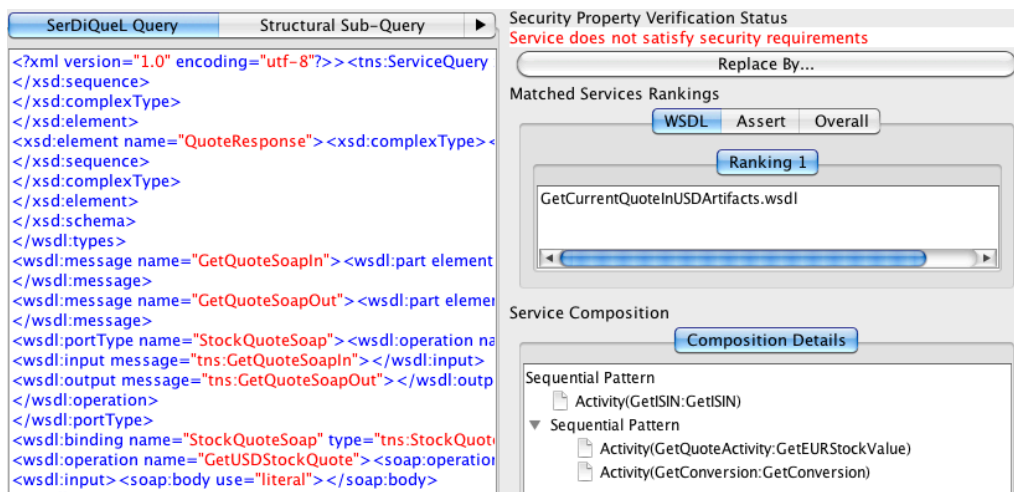 SerDiQueL Query
Structural Sub-Query
<?xml version="1.0" encoding="utf-8"?>><tns:ServiceQuery
</xsd:sequence>
</xsd:complexType>
</xsd:element>
<xsd:element name="QuoteResponse"><xsd:complexType><
</xsd:sequence>
</xsd:complexType>
</xsd:element>
</xsd:schema>
</wsdl:types>
<wsdl:message name="GetQuoteSoapIn"><wsdl:part element
</wsdl:message>
<wsdl:message name="GetQuoteSoapOut"><wsdl:part elemer
</wsdl:message>
<wsdl:portType name="StockQuoteSoap"><wsdl:operation na
<wsdl:input message="tns:GetQuoteSoapIn"></wsdl:input>
<wsdl:output message="tns:GetQuoteSoapOut"></wsdl:outp
</wsdl:operation>
</wsdl:portType>
<wsdl:binding name="StockQuoteSoap" type="tns:StockQuot
<wsdl:operation name="GetUSDStockQuote"><soap:operation
<wsdl:input><soap:body use="literal"></soap:body>
Security Property Verification Status
Service does not satisfy security requirements
Replace By...
Matched Services Rankings
WSDL Assert Overall
Ranking 1
GetCurrentQuoteInUSDArtifacts.wsdl
Service Composition
Composition Details
Sequential Pattern
Activity(GetISIN:GetISIN)
Sequential Pattern
Activity(GetQuoteActivity:GetEURStockValue)
Activity(GetConversion:GetConversion)